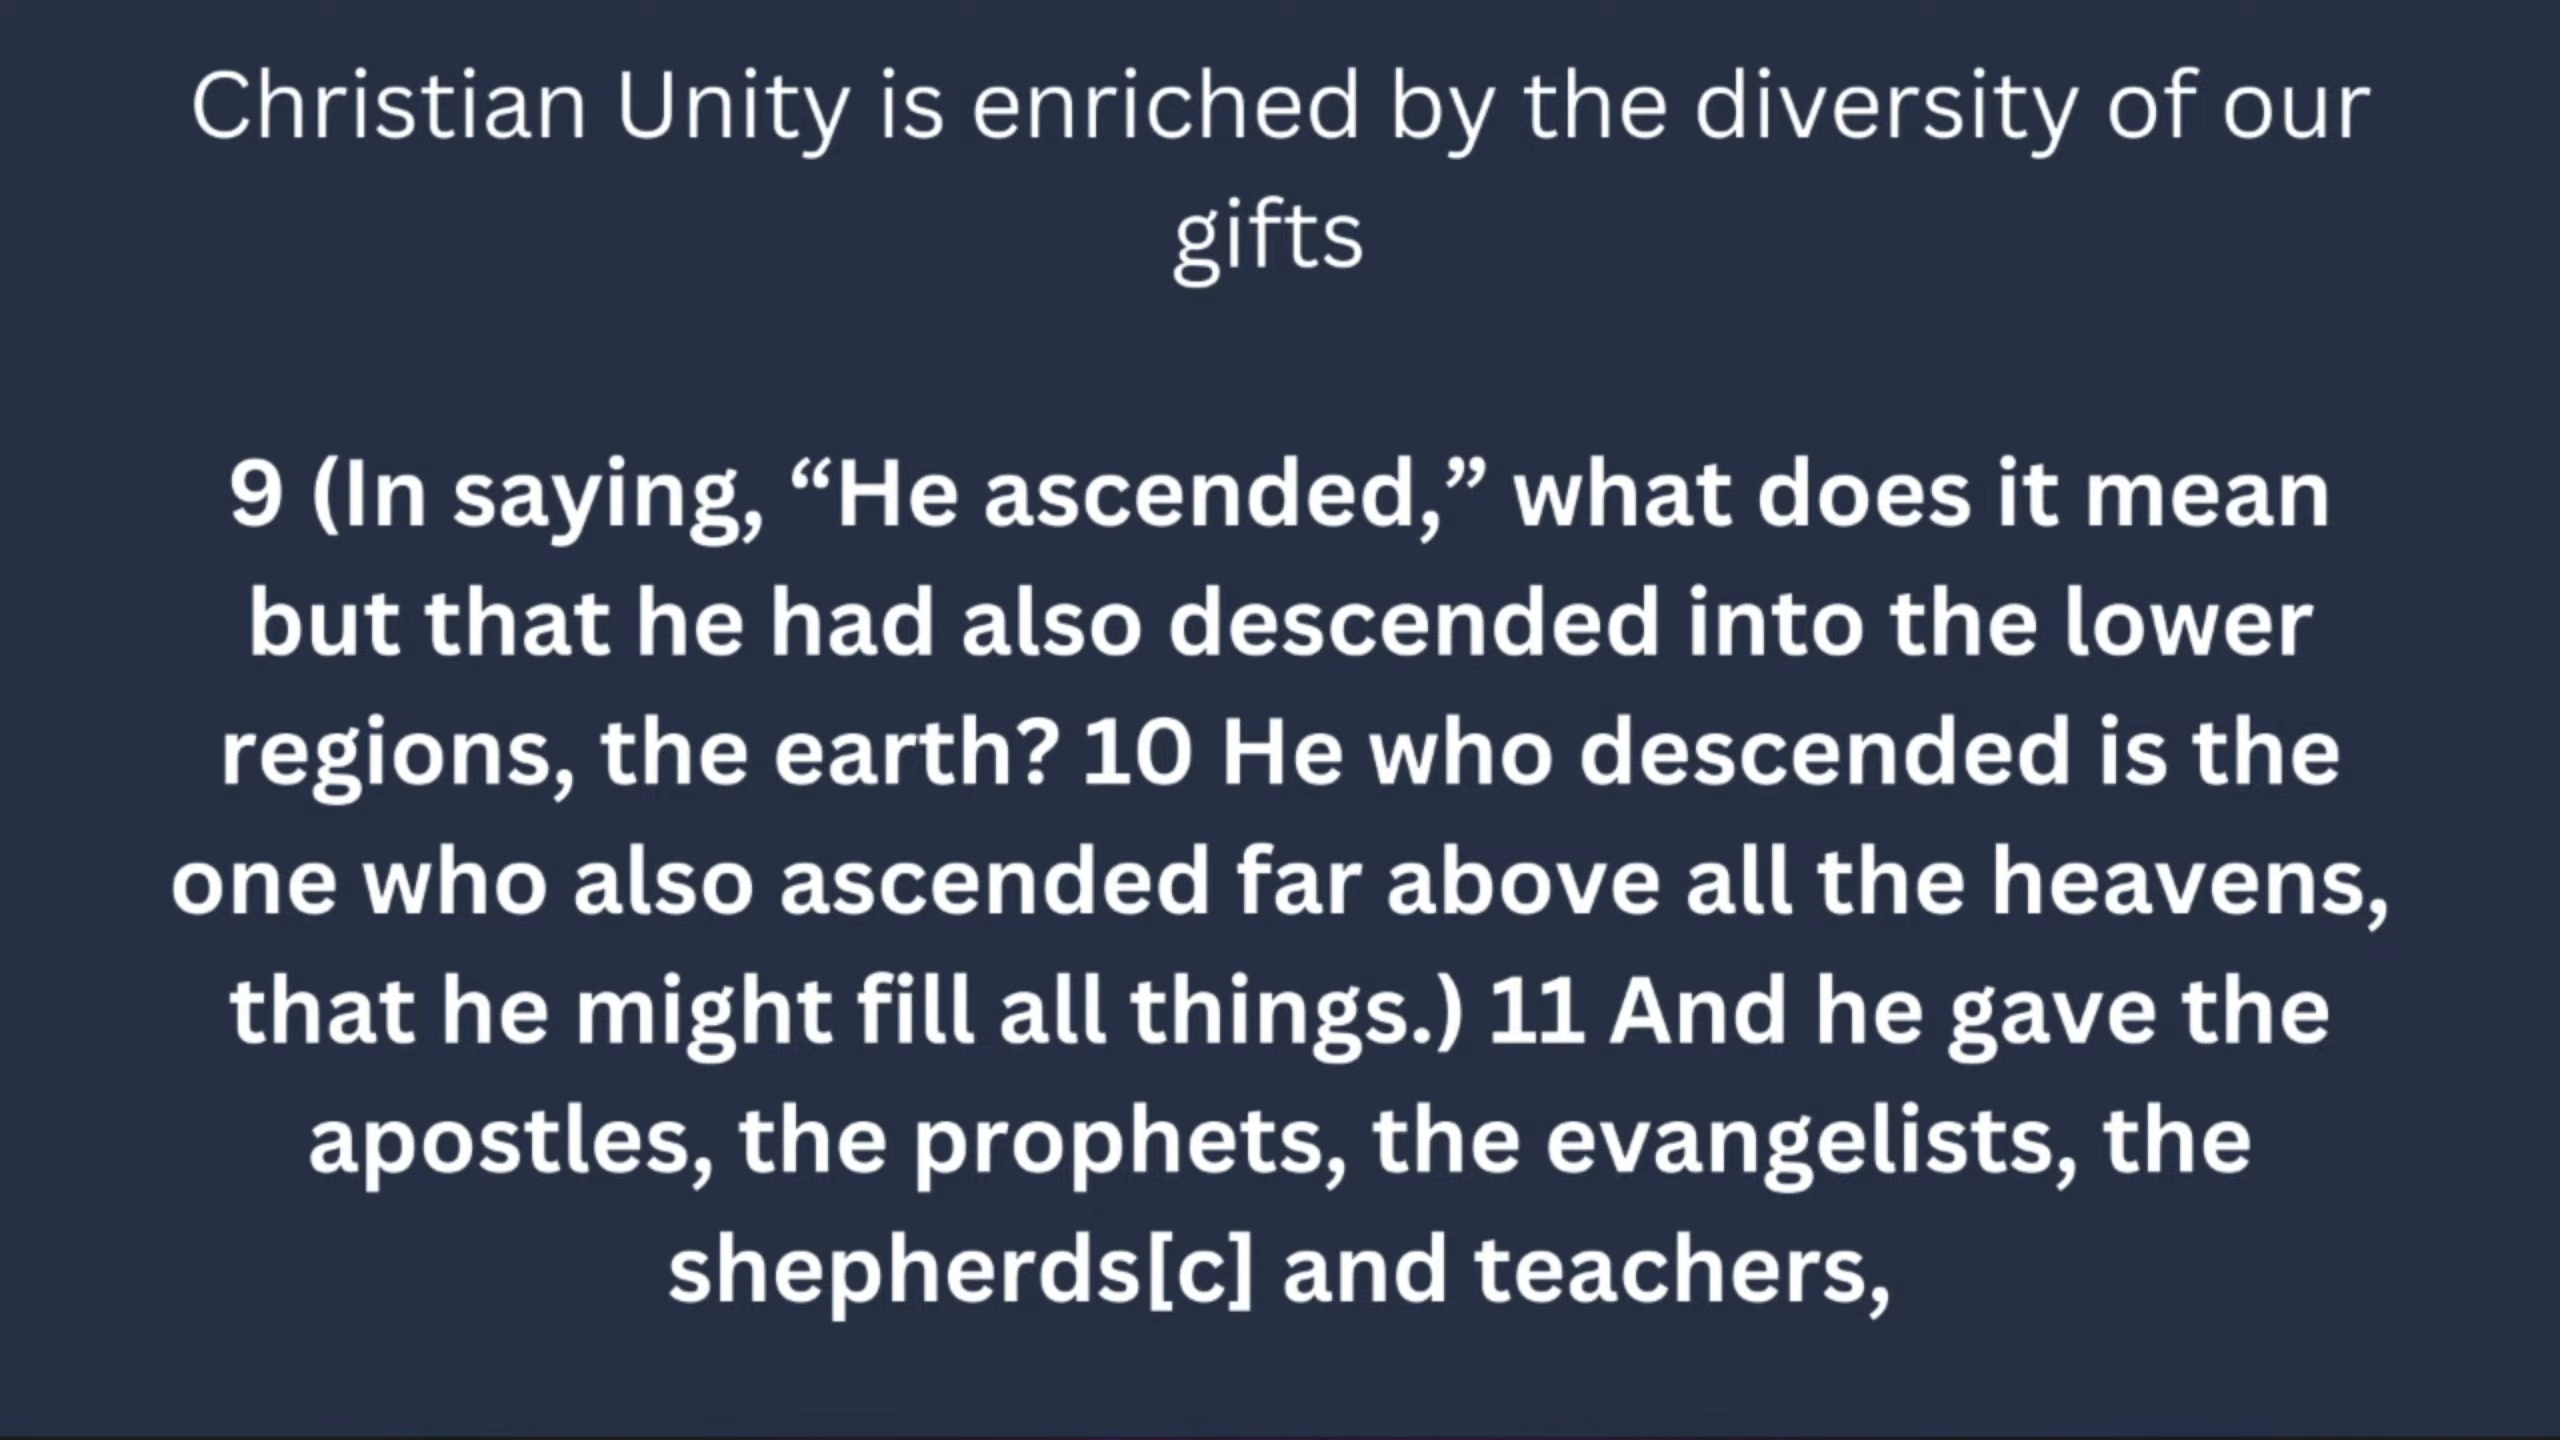 Christian Unity is enriched by the diversity of our
gifts
9 (In saying, “He ascended,” what does it mean
but that he had also descended into the lower
regions, the earth? 10 He who descended is the
one who also ascended far above all the heavens,
that he might fill all things.) 11 And he gave the
apostles, the prophets, the evangelists, the
shepherds[c] and teachers,